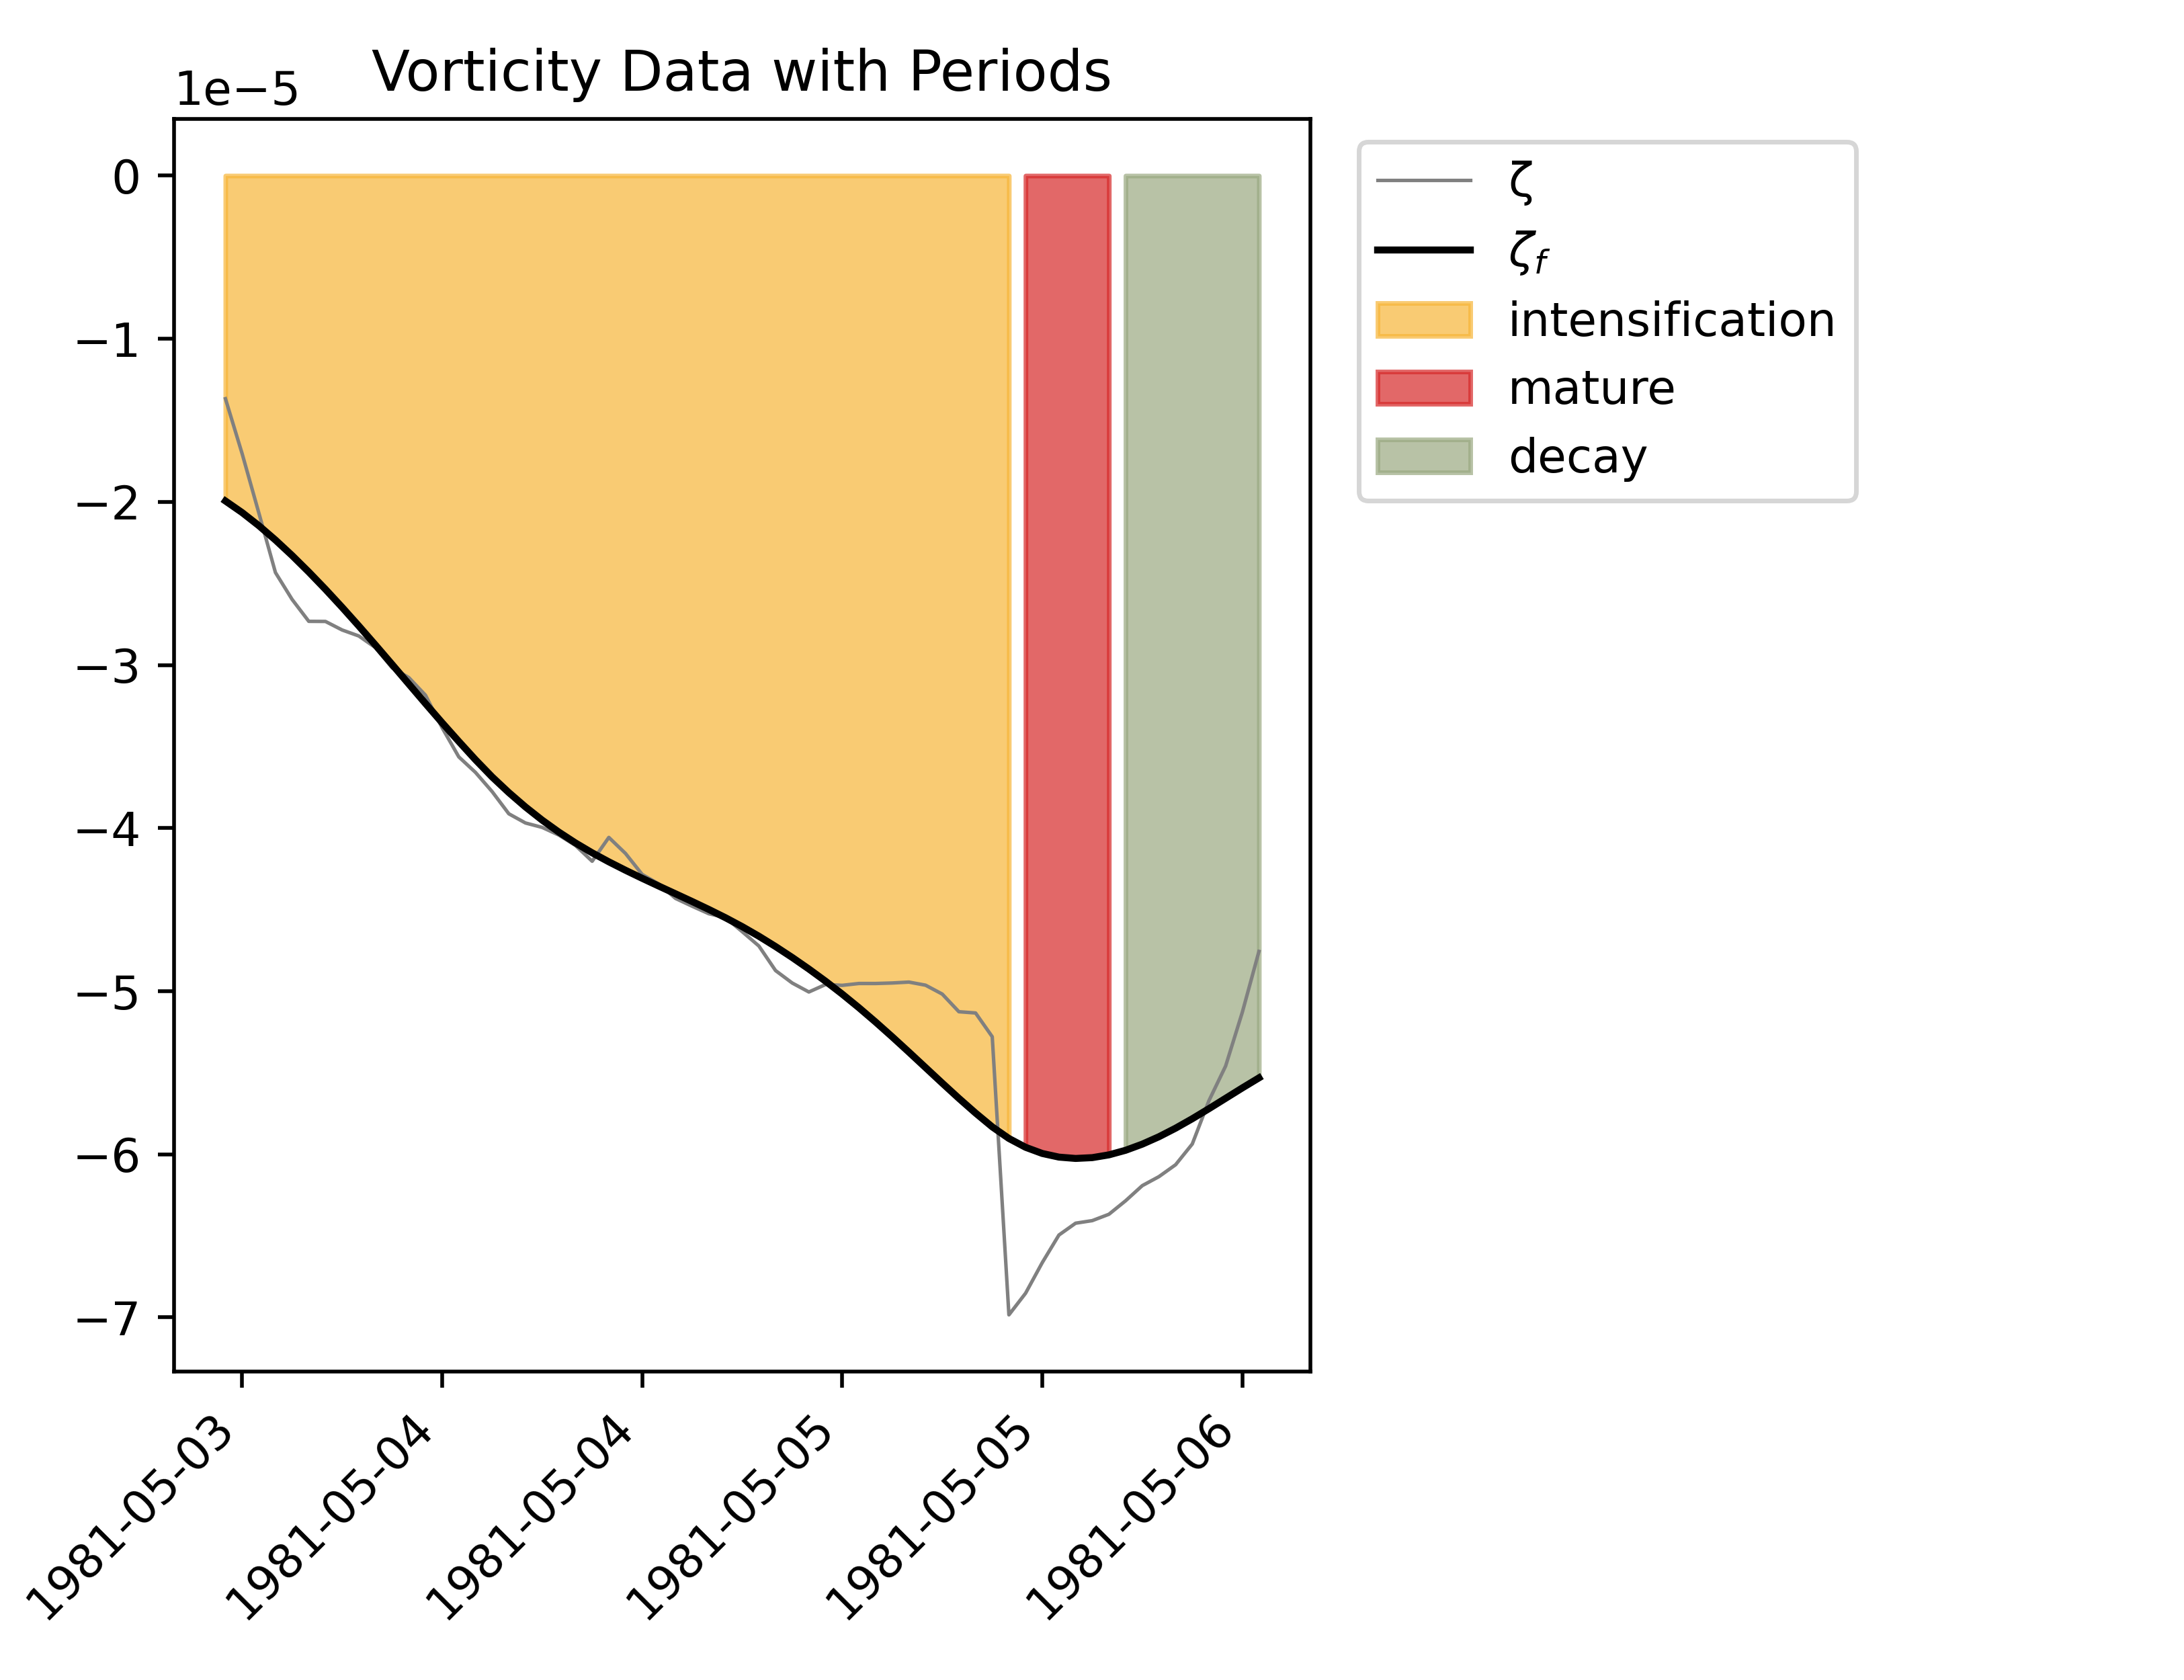 Vorticity Data with Periods
1e−5
0
−1
−2
−3
−4
−5
−6
−7
1981-05-03
1981-05-04
1981-05-04
1981-05-05
1981-05-05
1981-05-06
ζ
ζf
intensification
mature
decay